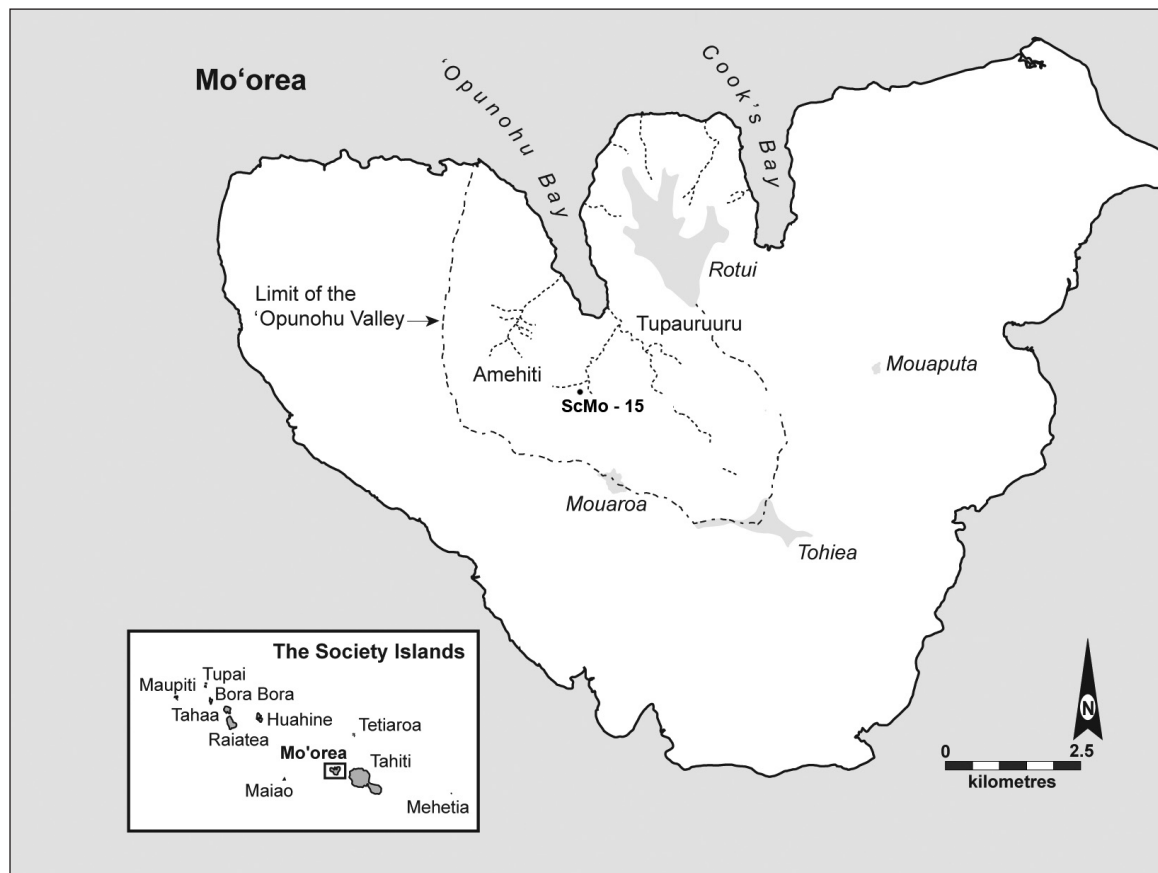 Mo‘orea
‘Opunohu Bay
Cook's Bay
Rotui
Limit of the
‘Opunohu Valley
Tupauruuru
Mouaputa
Amehiti
ScMo - 15
Mouaroa
Tohiea
The Society Islands
Tupai
Maupiti
Bora Bora
Tahaa
Huahine
Raiatea
Tetiaroa
Mo'orea
Tahiti
Maiao
Mehetia
N
0 2.5
kilometres